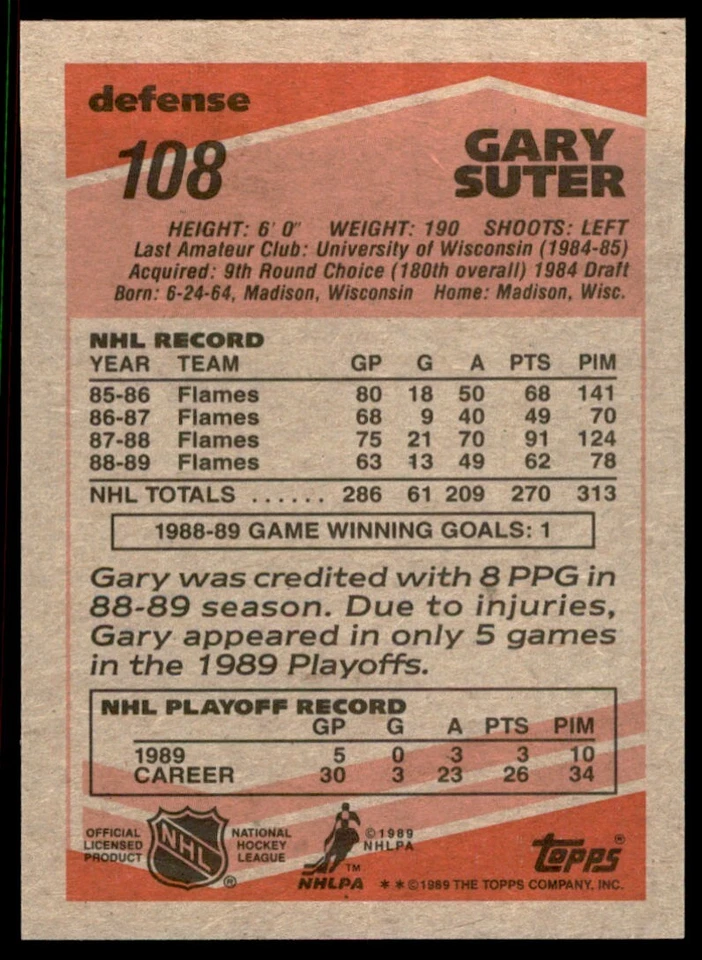 defense
108
GARY
SUTER
HEIGHT: 6' 0" WEIGHT: 190 SHOOTS: LEFT
Last Amateur Club: University of Wisconsin (1984-85)
Acquired: 9th Round Choice (180th overall) 1984 Draft
Born: 6-24-64, Madison, Wisconsin Home: Madison, Wisc.
NHL RECORD
YEAR TEAM GP G A PTS PIM
85-86 Flames 80 18 50 68 141
86-87 Flames 68 9 40 49 70
87-88 Flames 75 21 70 91 124
88-89 Flames 63 13 49 62 78
NHL TOTALS ...... 286 61 209 270 313
1988-89 GAME WINNING GOALS: 1
Gary was credited with 8 PPG in
88-89 season. Due to injuries,
Gary appeared in only 5 games
in the 1989 Playoffs.
NHL PLAYOFF RECORD
GP G A PTS PIM
1989 5 0 3 3 10
CAREER 30 3 23 26 34
OFFICIAL
LICENSED
PRODUCT
NHL
®
NATIONAL
HOCKEY
LEAGUE
©1989
NHLPA
TM
NHLPA
topps®
**©1989 THE TOPPS COMPANY, INC.